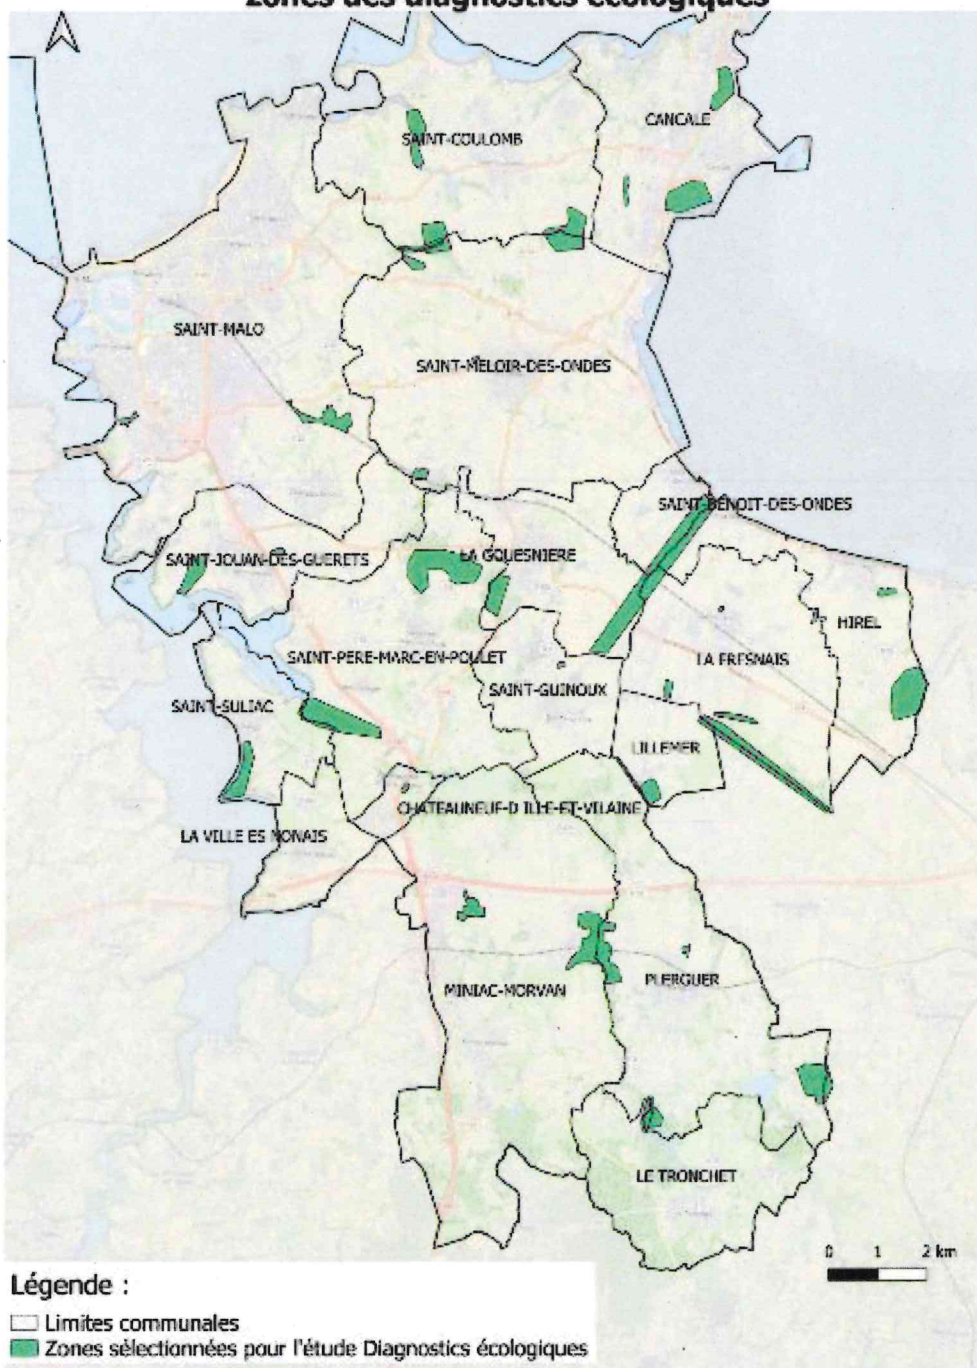 Zones des diagnostics écologiques
CANCALE
SAINT-COULOMB
SAINT-MALO
SAINT-MELOIR-DES-ONDES
SAINT-BENOIT-DES-ONDES
SAINT-JOUAN-DES-GUERETS
LA GOUESNIERE
HIREL
SAINT-PERE-MARC-EN-POULET
LA FRESNAIS
SAINT-GUINOUX
SAINT-SULIAC
LILLEMER
CHATEAUNEUF-D ILLE-ET-VILAINE
LA VILLE ES NONAIS
PLERGUER
MINIAC-MORVAN
LE TRONCHET
0 1 2 km
Légende :
Limites communales
Zones sélectionnées pour l'étude Diagnostics écologiques